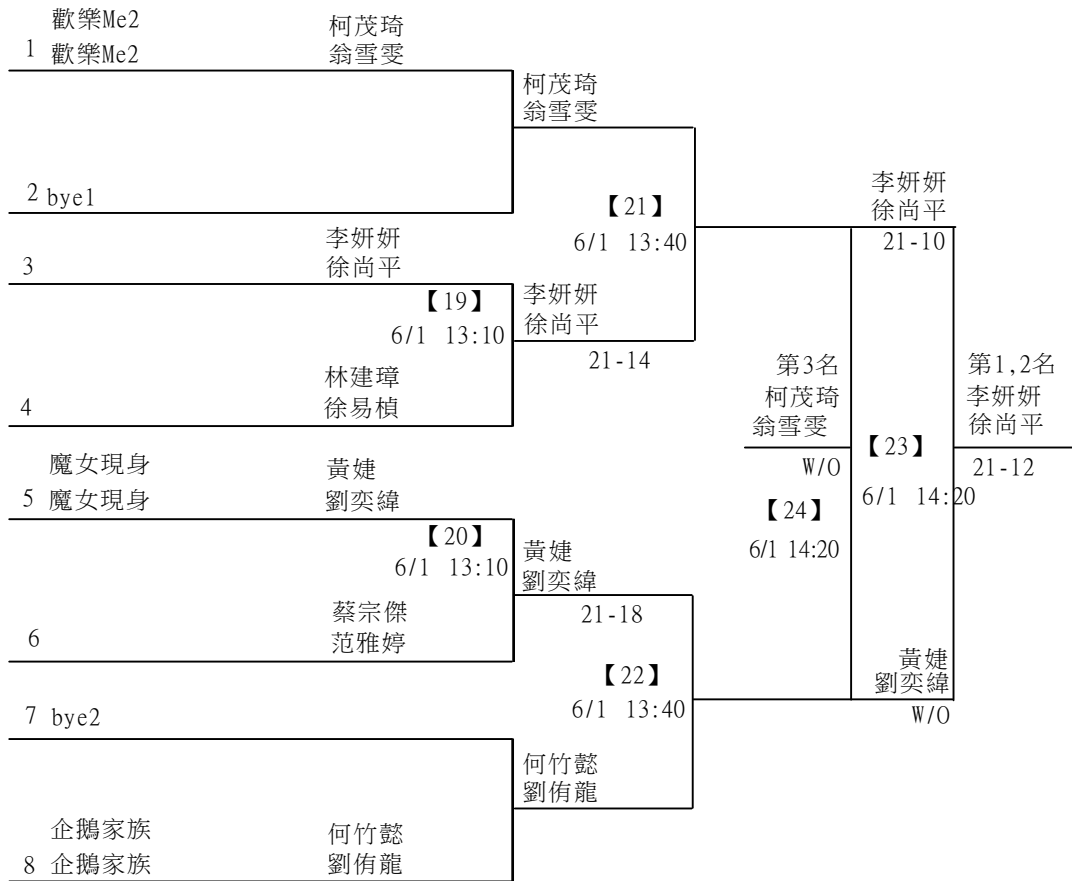 歡樂Me2 柯茂琦
1 歡樂Me2 翁雪雯
柯茂琦
翁雪雯
2 bye1
【21】
6/1 13:40
李妍妍
徐尚平
21-10
李妍妍
3 徐尚平
【19】
6/1 13:10
李妍妍
徐尚平
21-14
林建璋
4 徐易楨
第3名
柯茂琦
翁雪雯
W/O
第1,2名
李妍妍
徐尚平
21-12
【23】
6/1 14:20
【24】
6/1 14:20
魔女現身 黃婕
5 魔女現身 劉奕緯
【20】
6/1 13:10
黃婕
劉奕緯
21-18
蔡宗傑
6 范雅婷
【22】
6/1 13:40
黃婕
劉奕緯
W/O
7 bye2
何竹懿
劉侑龍
企鵝家族 何竹懿
8 企鵝家族 劉侑龍